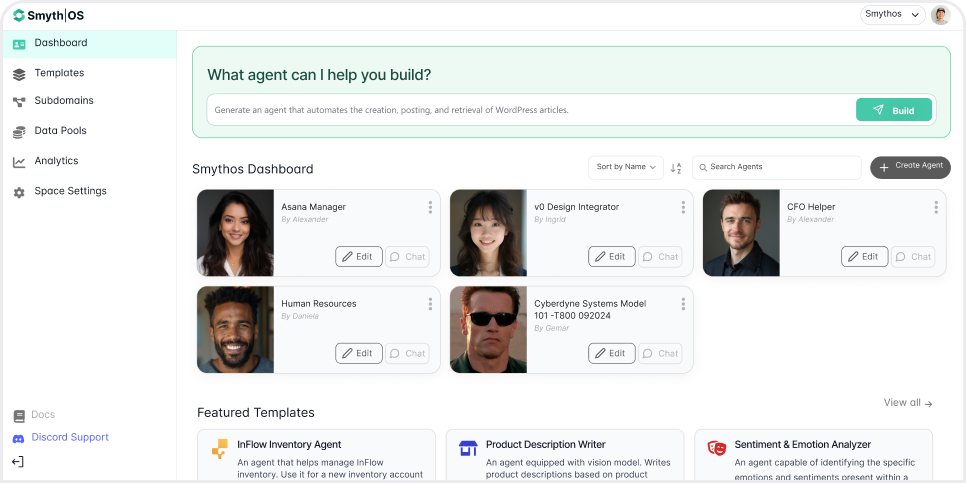 Smyth|OS
Smythos
Dashboard
Templates
Subdomains
Data Pools
Analytics
Space Settings
Docs
Discord Support
What agent can I help you build?
Generate an agent that automates the creation, posting, and retrieval of WordPress articles.
Build
Smythos Dashboard
Sort by Name
A
Z
Search Agents
+ Create Agent
Asana Manager
By Alexander
Edit
Chat
v0 Design Integrator
By Ingrid
Edit
Chat
CFO Helper
By Alexander
Edit
Chat
Human Resources
By Daniela
Edit
Chat
Cyberdyne Systems Model
101 -T800 092024
By Gemar
Edit
Chat
Featured Templates
View all →
InFlow Inventory Agent
An agent that helps manage InFlow
inventory. Use it for a new inventory account
Product Description Writer
An agent equipped with vision model. Writes
product descriptions based on product
Sentiment & Emotion Analyzer
An agent capable of identifying the specific
emotions and sentiments present within a